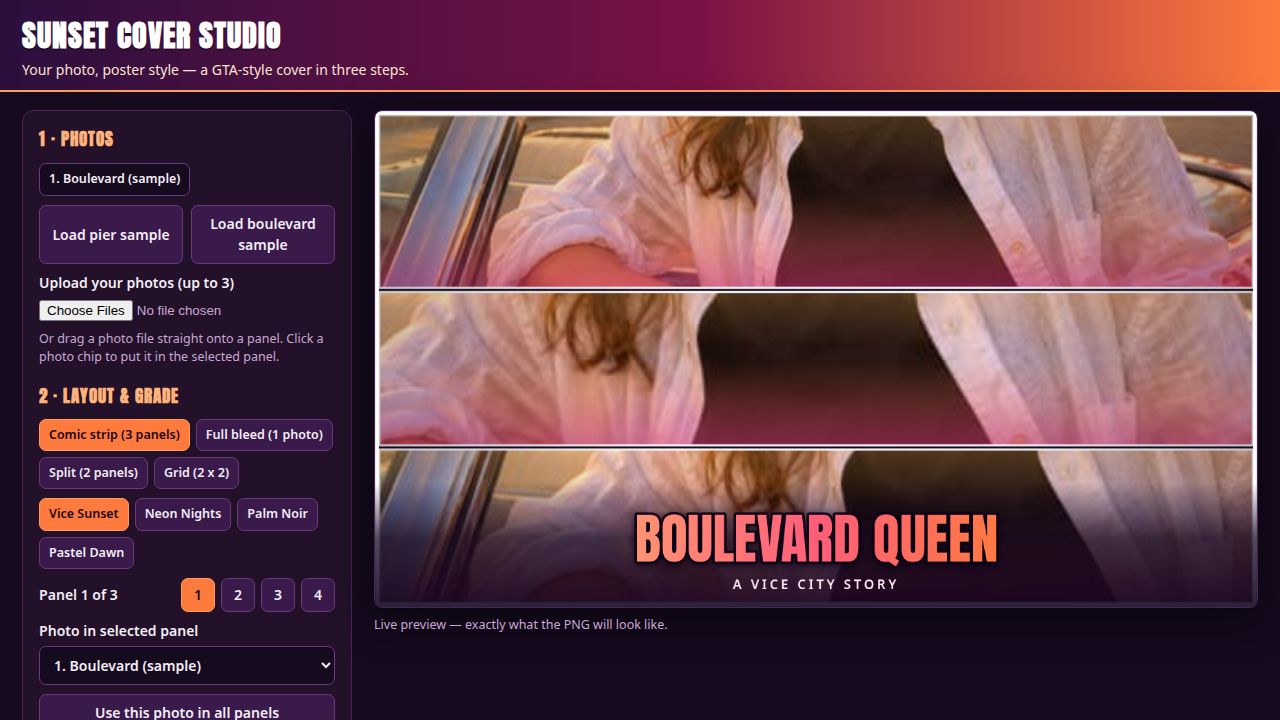 SUNSET COVER STUDIO
Your photo, poster style — a GTA-style cover in three steps.
1 · PHOTOS
1. Boulevard (sample)
Load pier sample
Load boulevard
sample
Upload your photos (up to 3)
Choose Files No file chosen
Or drag a photo file straight onto a panel. Click a
photo chip to put it in the selected panel.
2 · LAYOUT & GRADE
Comic strip (3 panels)
Full bleed (1 photo)
Split (2 panels)
Grid (2 x 2)
Vice Sunset
Neon Nights
Palm Noir
Pastel Dawn
Panel 1 of 3
1
2
3
4
Photo in selected panel
1. Boulevard (sample)
Use this photo in all panels
BOULEVARD QUEEN
A VICE CITY STORY
Live preview — exactly what the PNG will look like.